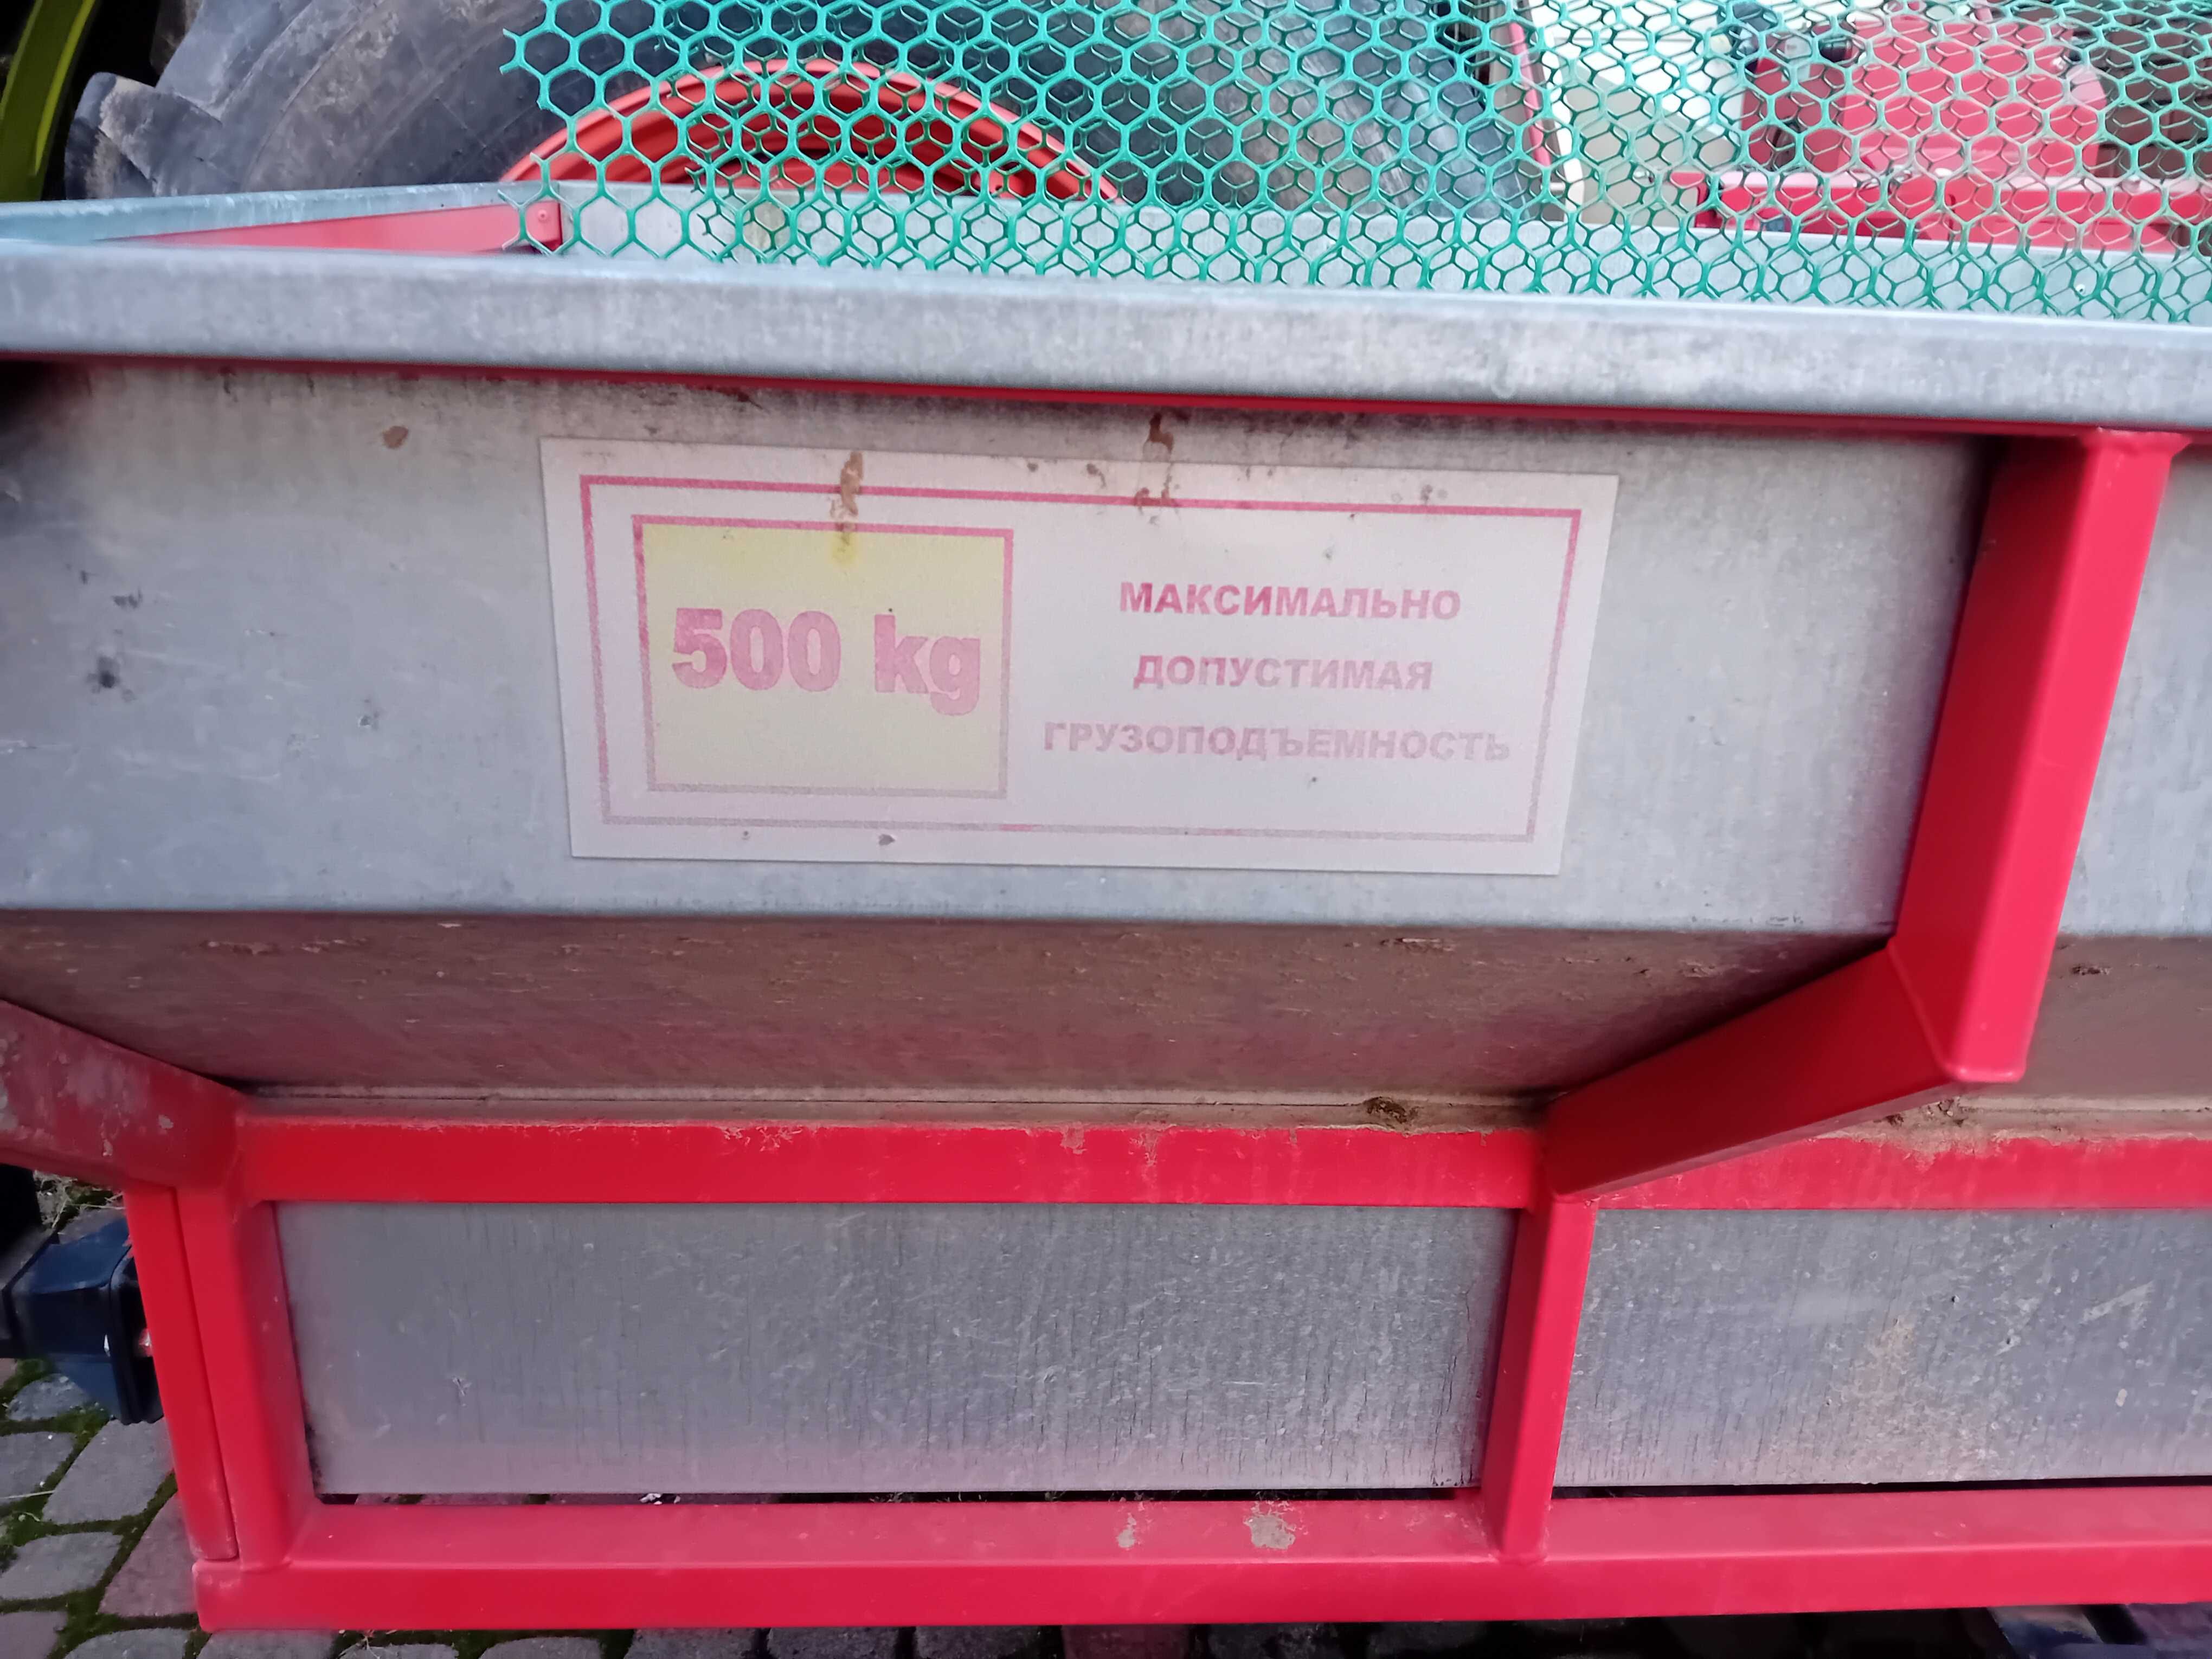 500 kg
МАКСИМАЛЬНО
ДОПУСТИМАЯ
ГРУЗОПОДЪЕМНОСТЬ